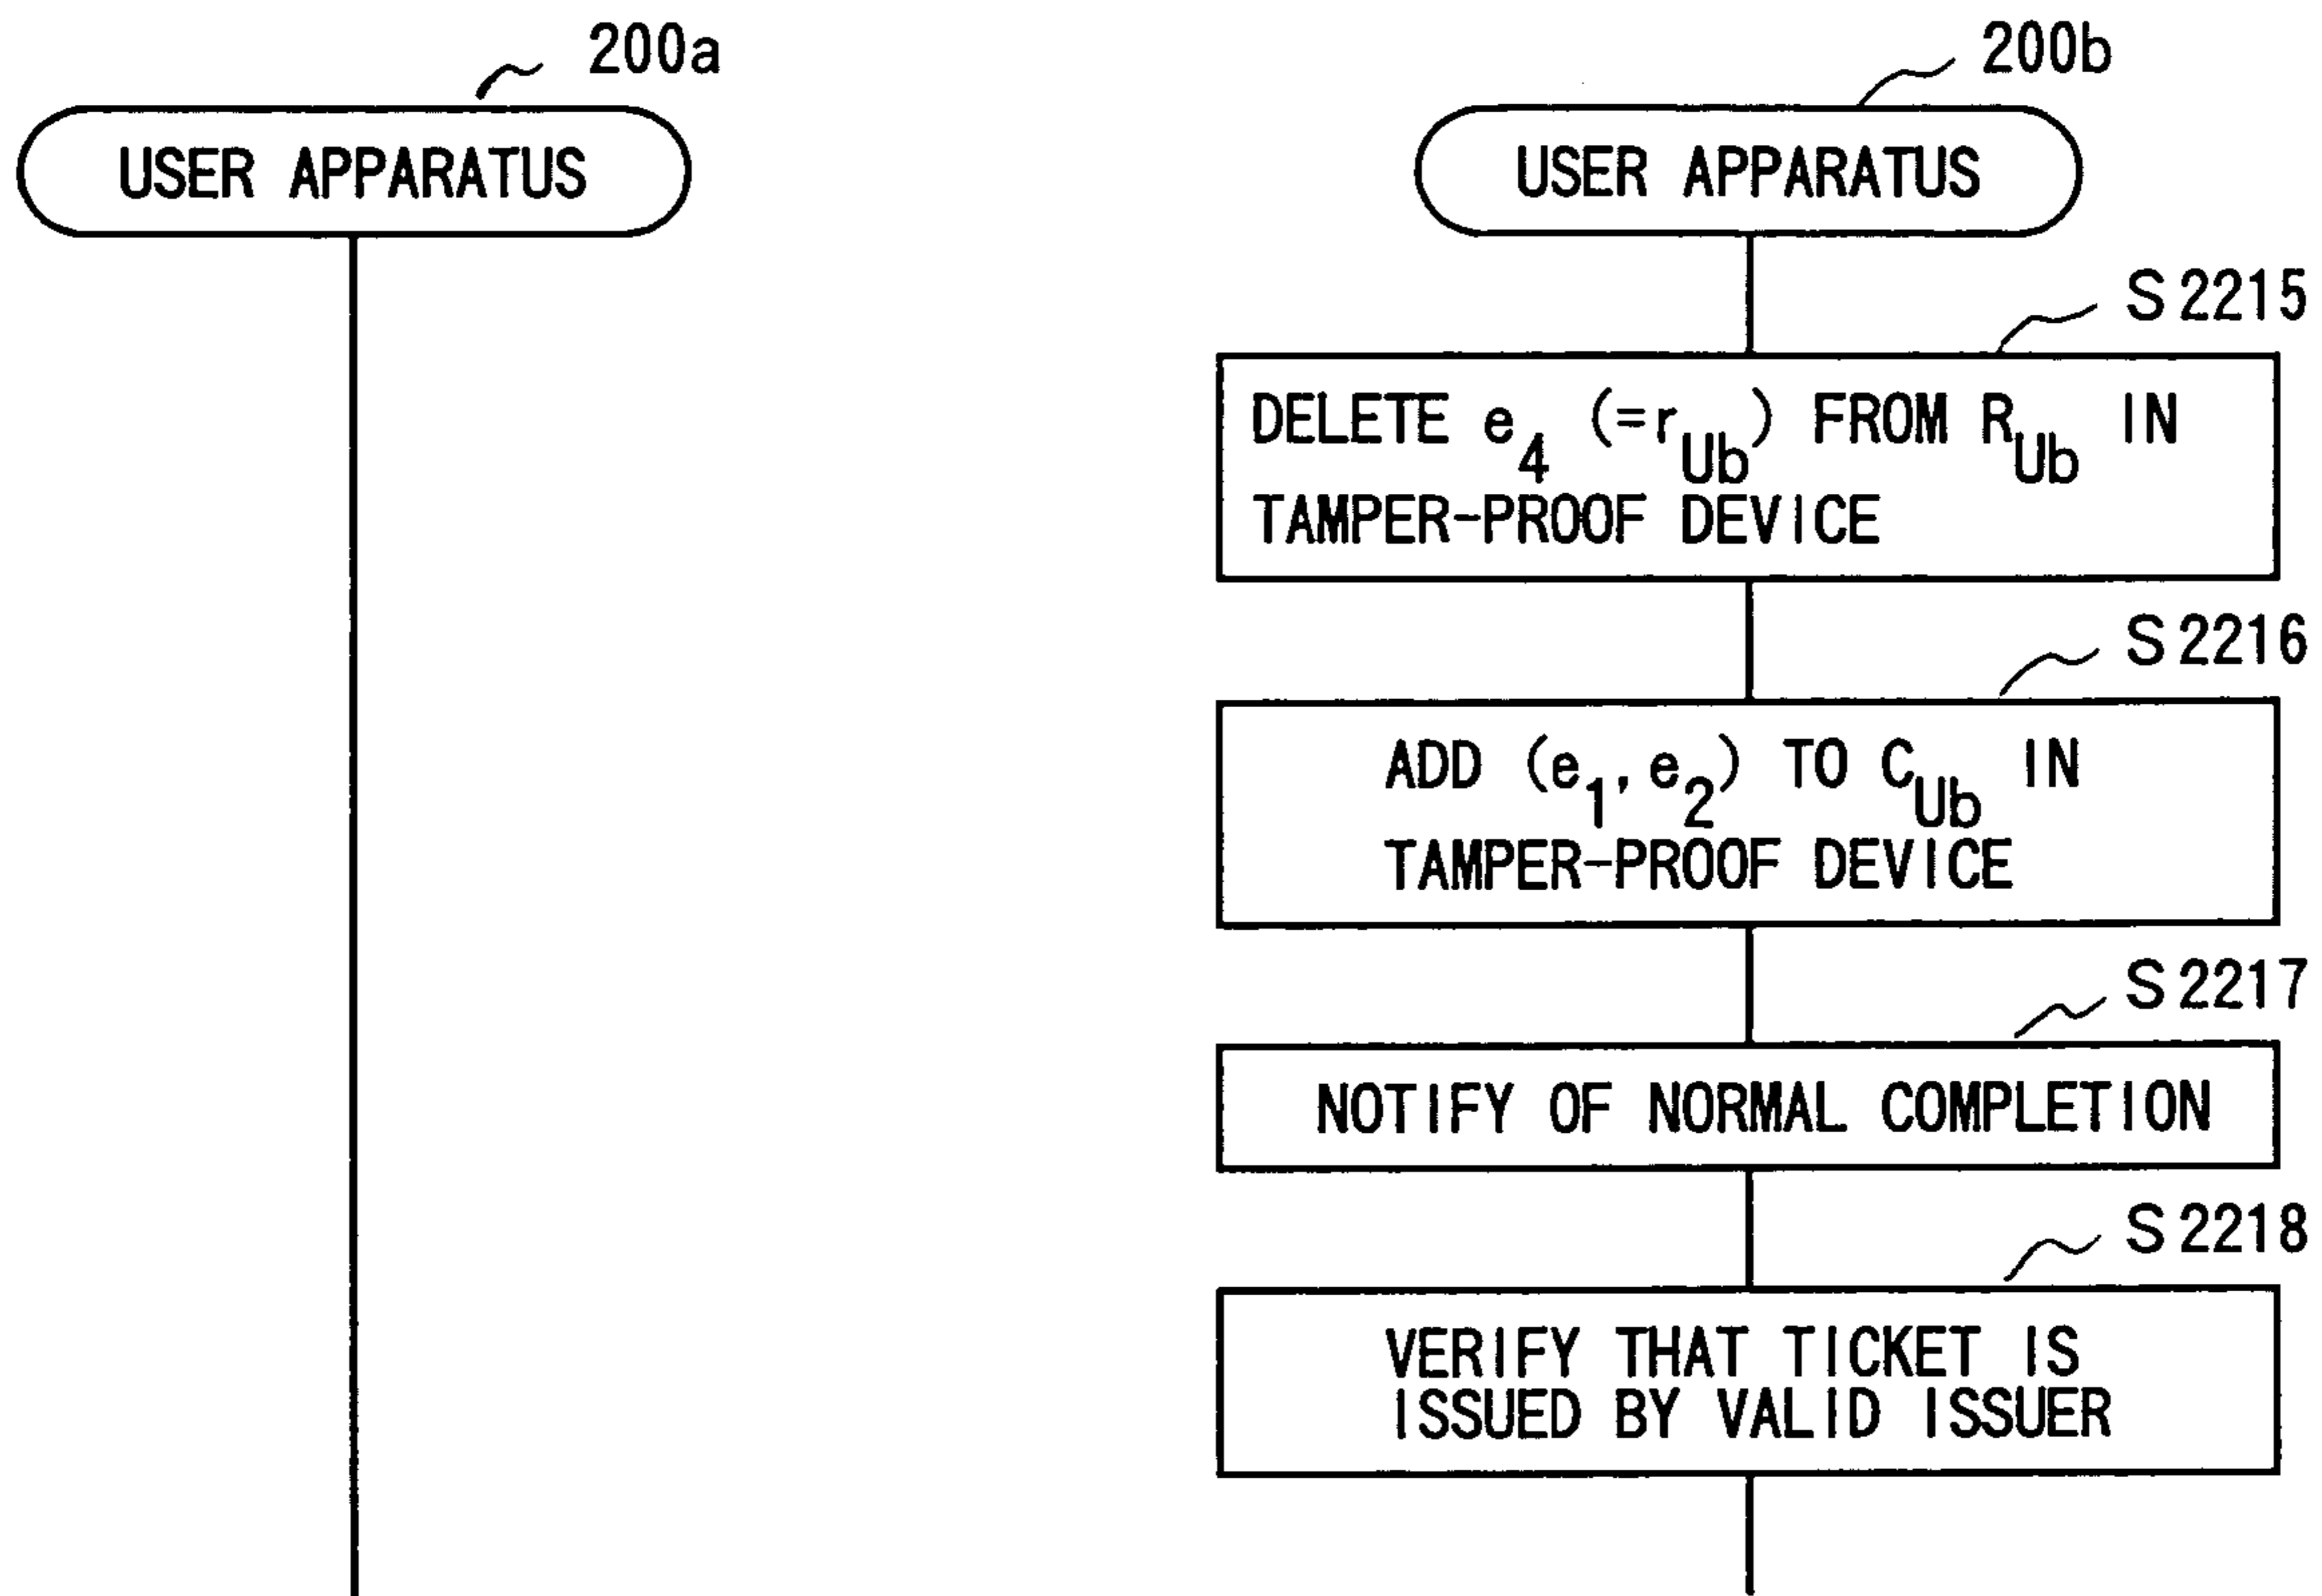 200a
200b
USER APPARATUS
USER APPARATUS
S2215
DELETE e4 (=rUb) FROM RUb IN
TAMPER-PROOF DEVICE
S2216
ADD (e1, e2) TO CUb IN
TAMPER-PROOF DEVICE
S2217
NOTIFY OF NORMAL COMPLETION
S2218
VERIFY THAT TICKET IS
ISSUED BY VALID ISSUER